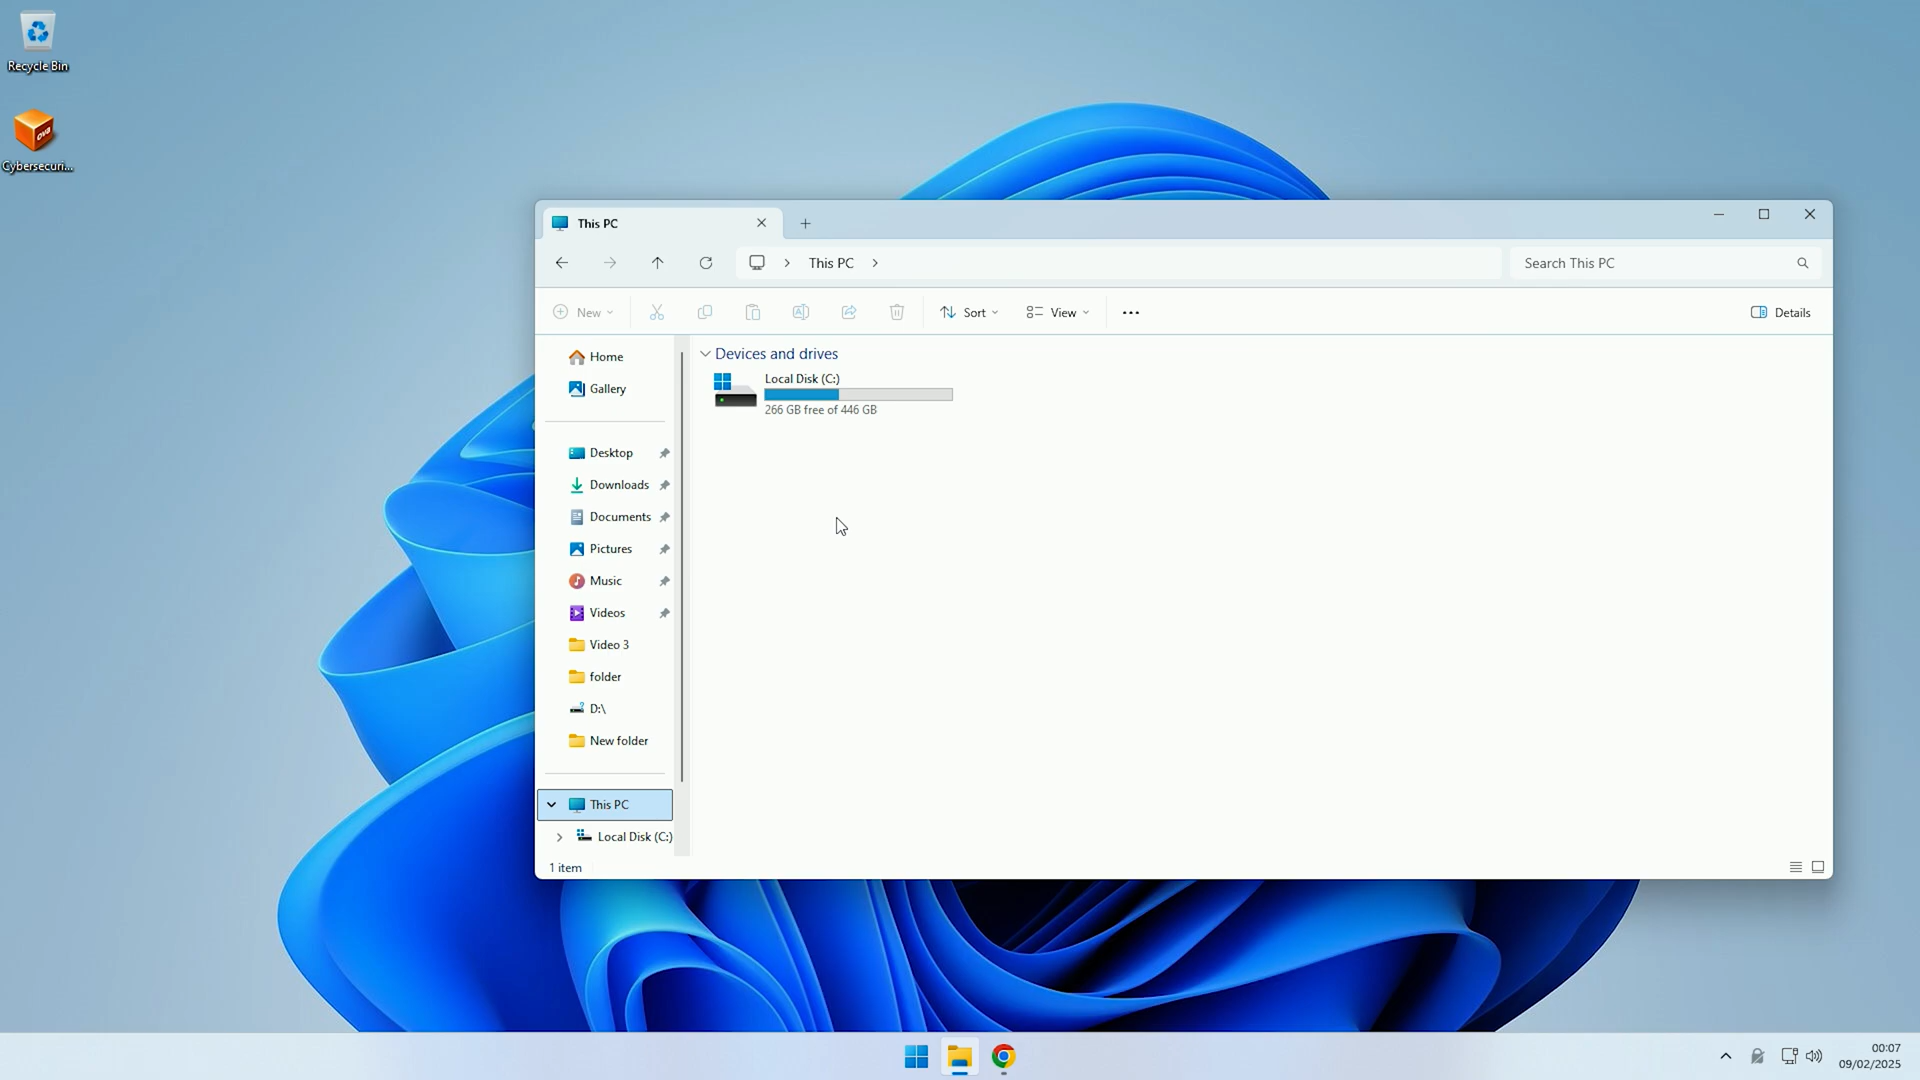 Recycle Bin
OVA
Cybersecuri...
This PC
This PC
Search This PC
New
Sort
View
Details
Home
Gallery
Desktop
Downloads
Documents
Pictures
Music
Videos
Video 3
folder
D:\
New folder
This PC
Local Disk (C:)
Devices and drives
Local Disk (C:)
266 GB free of 446 GB
1 item
00:07
09/02/2025